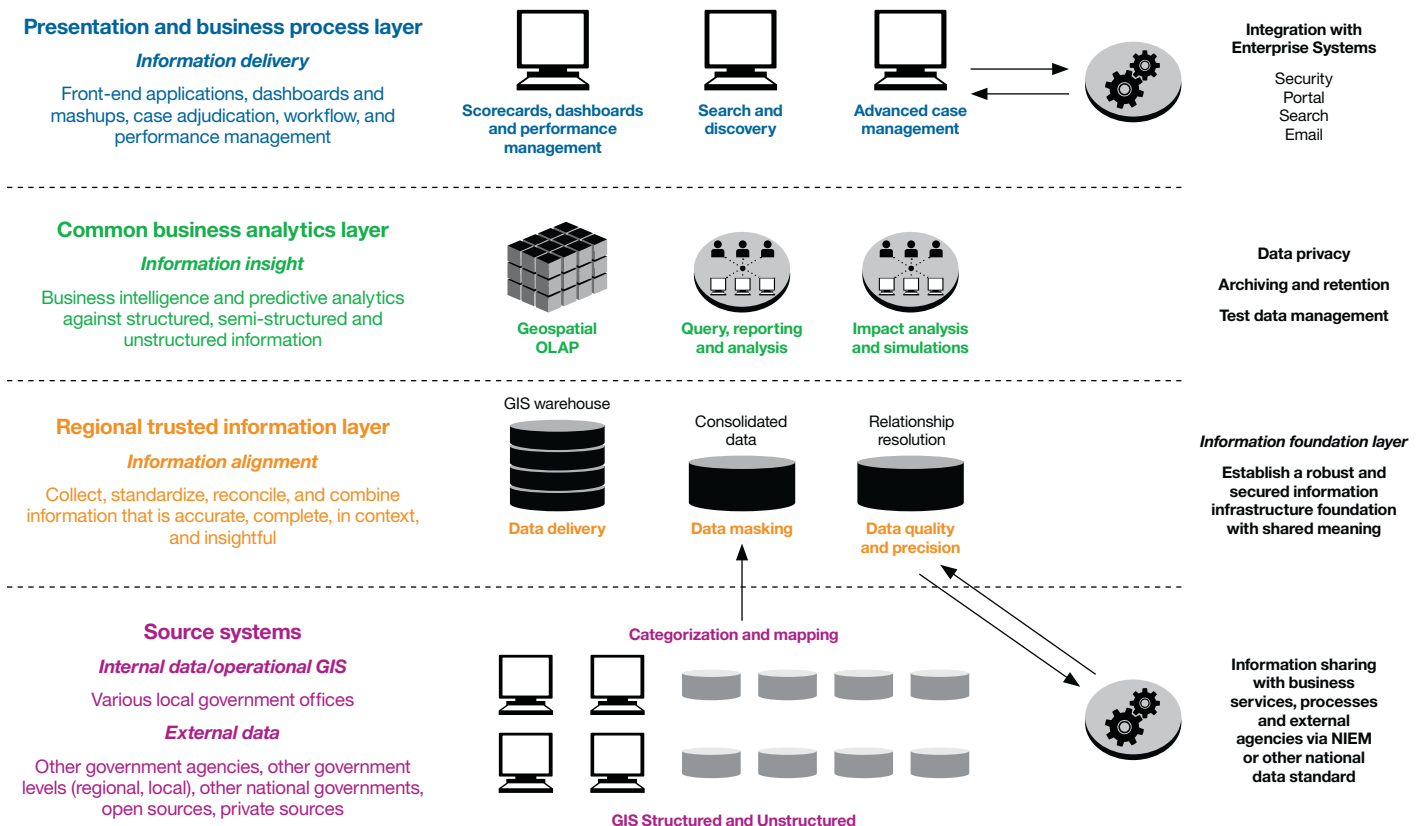 Presentation and business process layer
Information delivery
Front-end applications, dashboards and
mashups, case adjudication, workflow, and
performance management
Scorecards, dashboards
and performance
management
Search and
discovery
Advanced case
management
Integration with
Enterprise Systems
Security
Portal
Search
Email
Common business analytics layer
Information insight
Business intelligence and predictive analytics
against structured, semi-structured and
unstructured information
Geospatial
OLAP
Query, reporting
and analysis
Impact analysis
and simulations
Data privacy
Archiving and retention
Test data management
Regional trusted information layer
Information alignment
Collect, standardize, reconcile, and combine
information that is accurate, complete, in context,
and insightful
GIS warehouse
Data delivery
Consolidated
data
Data masking
Relationship
resolution
Data quality
and precision
Information foundation layer
Establish a robust and
secured information
infrastructure foundation
with shared meaning
Source systems
Internal data/operational GIS
Various local government offices
External data
Other government agencies, other government
levels (regional, local), other national governments,
open sources, private sources
Categorization and mapping
GIS Structured and Unstructured
Information sharing
with business
services, processes
and external
agencies via NIEM
or other national
data standard